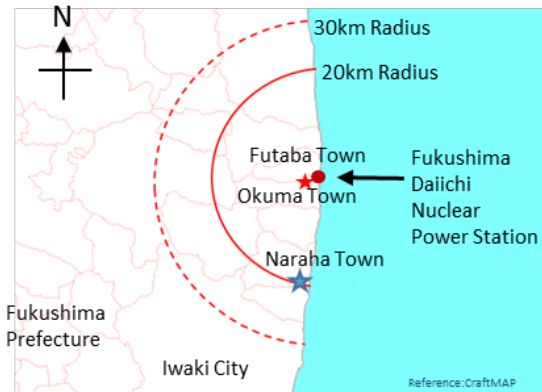 N
30km Radius
20km Radius
Futaba Town
Okuma Town
Fukushima
Daiichi
Nuclear
Power Station
Naraha Town
Fukushima
Prefecture
Iwaki City
Reference:CraftMAP